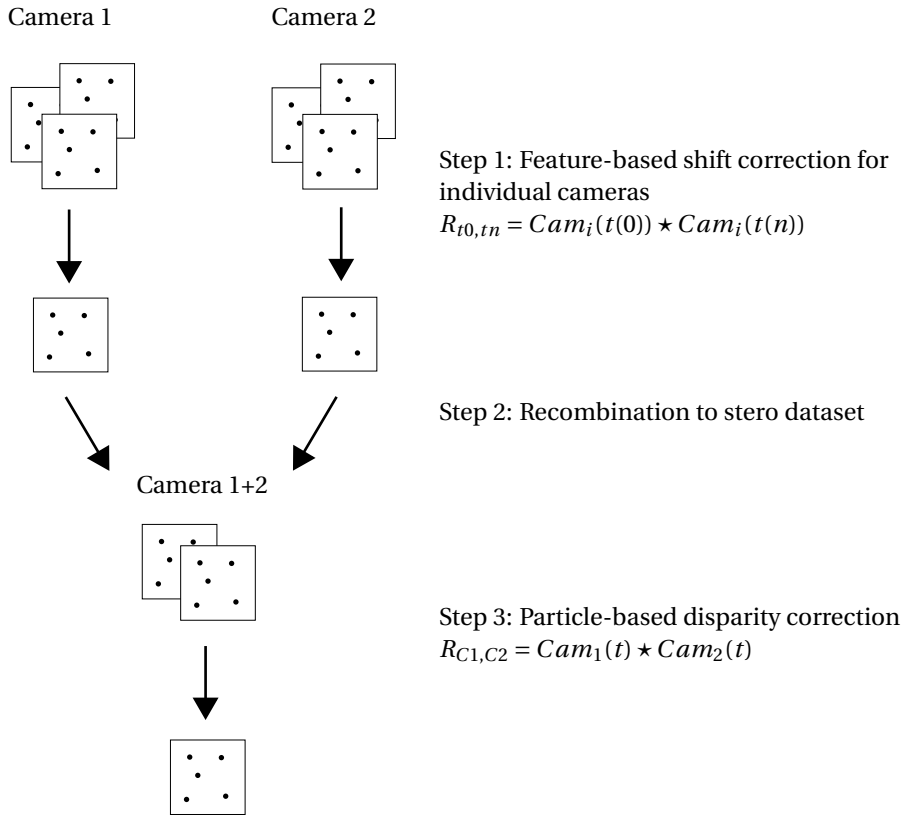 Camera 1
Camera 2
Step 1: Feature-based shift correction for
individual cameras
R_{t0,tn} = Cam_i(t(0)) ⋆ Cam_i(t(n))
Step 2: Recombination to stero dataset
Camera 1+2
Step 3: Particle-based disparity correction
R_{C1,C2} = Cam_1(t) ⋆ Cam_2(t)